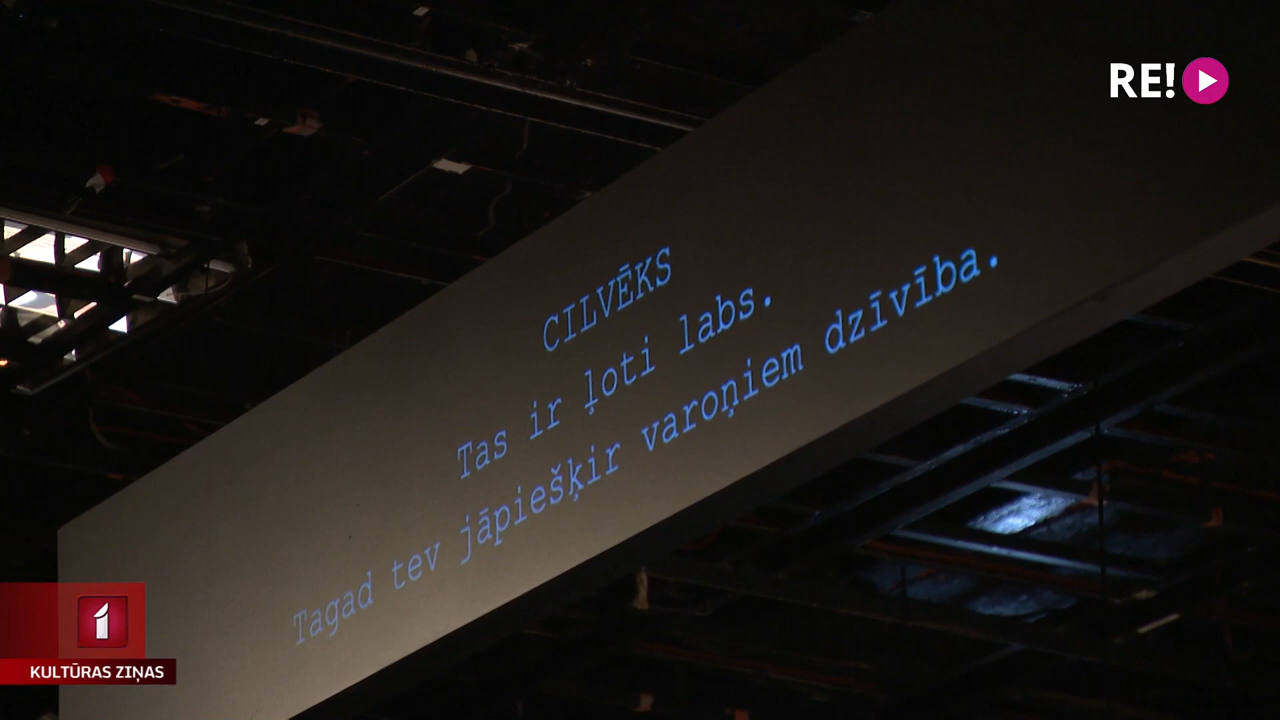 RE!
CILVĒKS
Tas ir ļoti labs.
Tagad tev jāpiešķir varoņiem dzīvība.
1
KULTŪRAS ZIŅAS